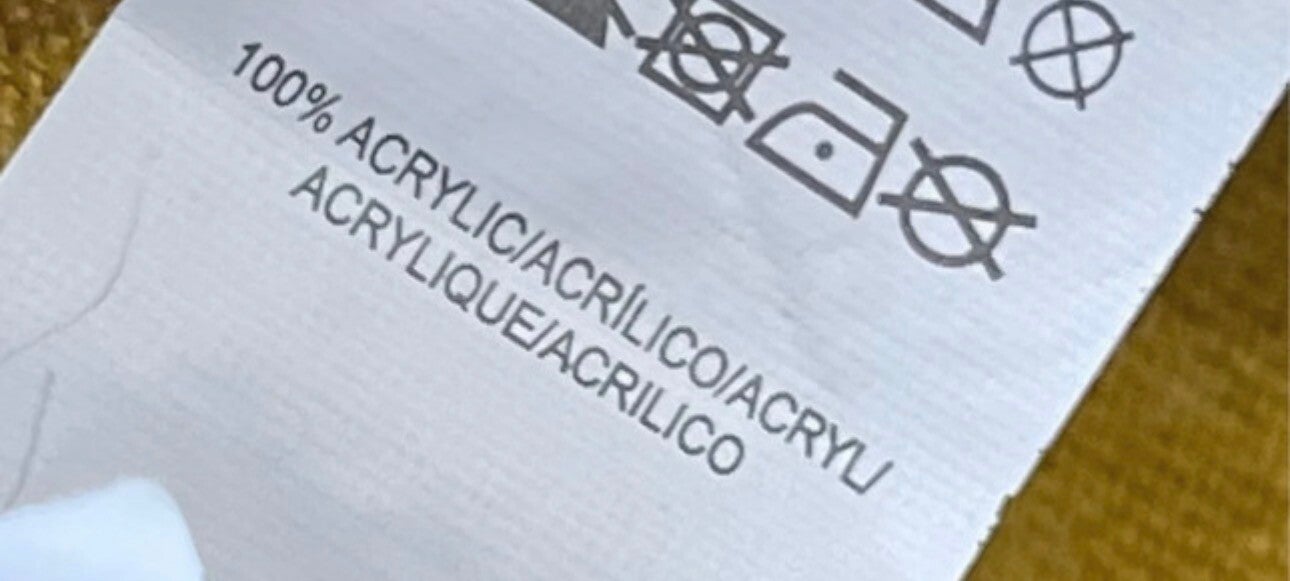 100% ACRYLIC/ACRÍLICO/ACRYL/
ACRYLIQUE/ACRILICO